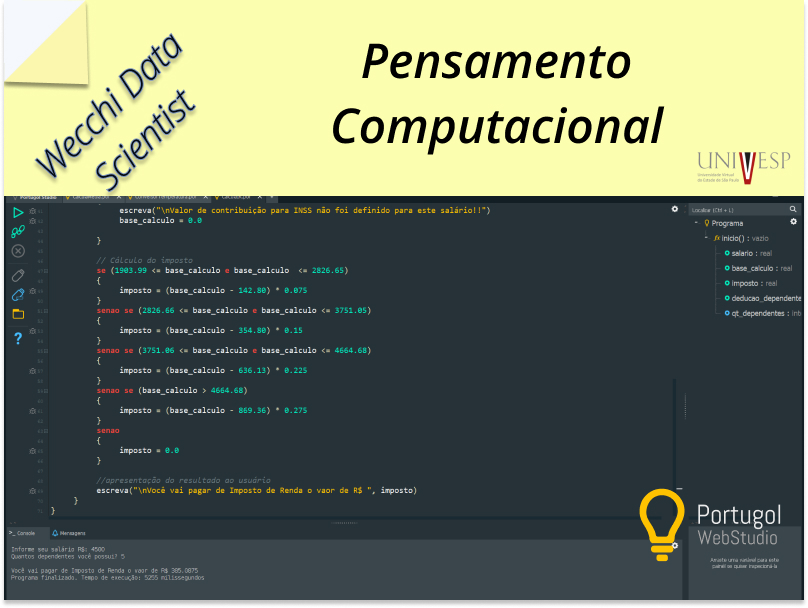 Wecchi Data
Scientist
Pensamento
Computacional
UNIVESP
Universidade Virtual
do Estado de São Paulo
Portugol Studio
escreva("\nValor de contribuição para INSS não foi definido para este salário!!")
base_calculo = 0.0
}
// Cálculo do imposto
se (1903.99 <= base_calculo e base_calculo  <= 2826.65)
{
imposto = (base_calculo - 142.80) * 0.075
}
senao se (2826.66 <= base_calculo e base_calculo <= 3751.05)
{
imposto = (base_calculo - 354.80) * 0.15
}
senao se (3751.06 <= base_calculo e base_calculo <= 4664.68)
{
imposto = (base_calculo - 636.13) * 0.225
}
senao se (base_calculo > 4664.68)
{
imposto = (base_calculo - 869.36) * 0.275
}
senao
{
imposto = 0.0
}
//apresentação do resultado ao usuário
escreva("\nVocê vai pagar de Imposto de Renda o vaor de R$ ", imposto)
}
}
Localizar (Ctrl + L)
Programa
inicio() : vazio
salario : real
base_calculo : real
imposto : real
deducao_dependente
qt_dependentes : int
>_ Console
Mensagens
Informe seu salário R$: 4500
Quantos dependentes você possui? 5
Você vai pagar de Imposto de Renda o vaor de R$ 385.0875
Programa finalizado. Tempo de execução: 5255 milissegundos
Portugol
WebStudio
Arraste uma variável para este
painel se quiser inspecioná-la